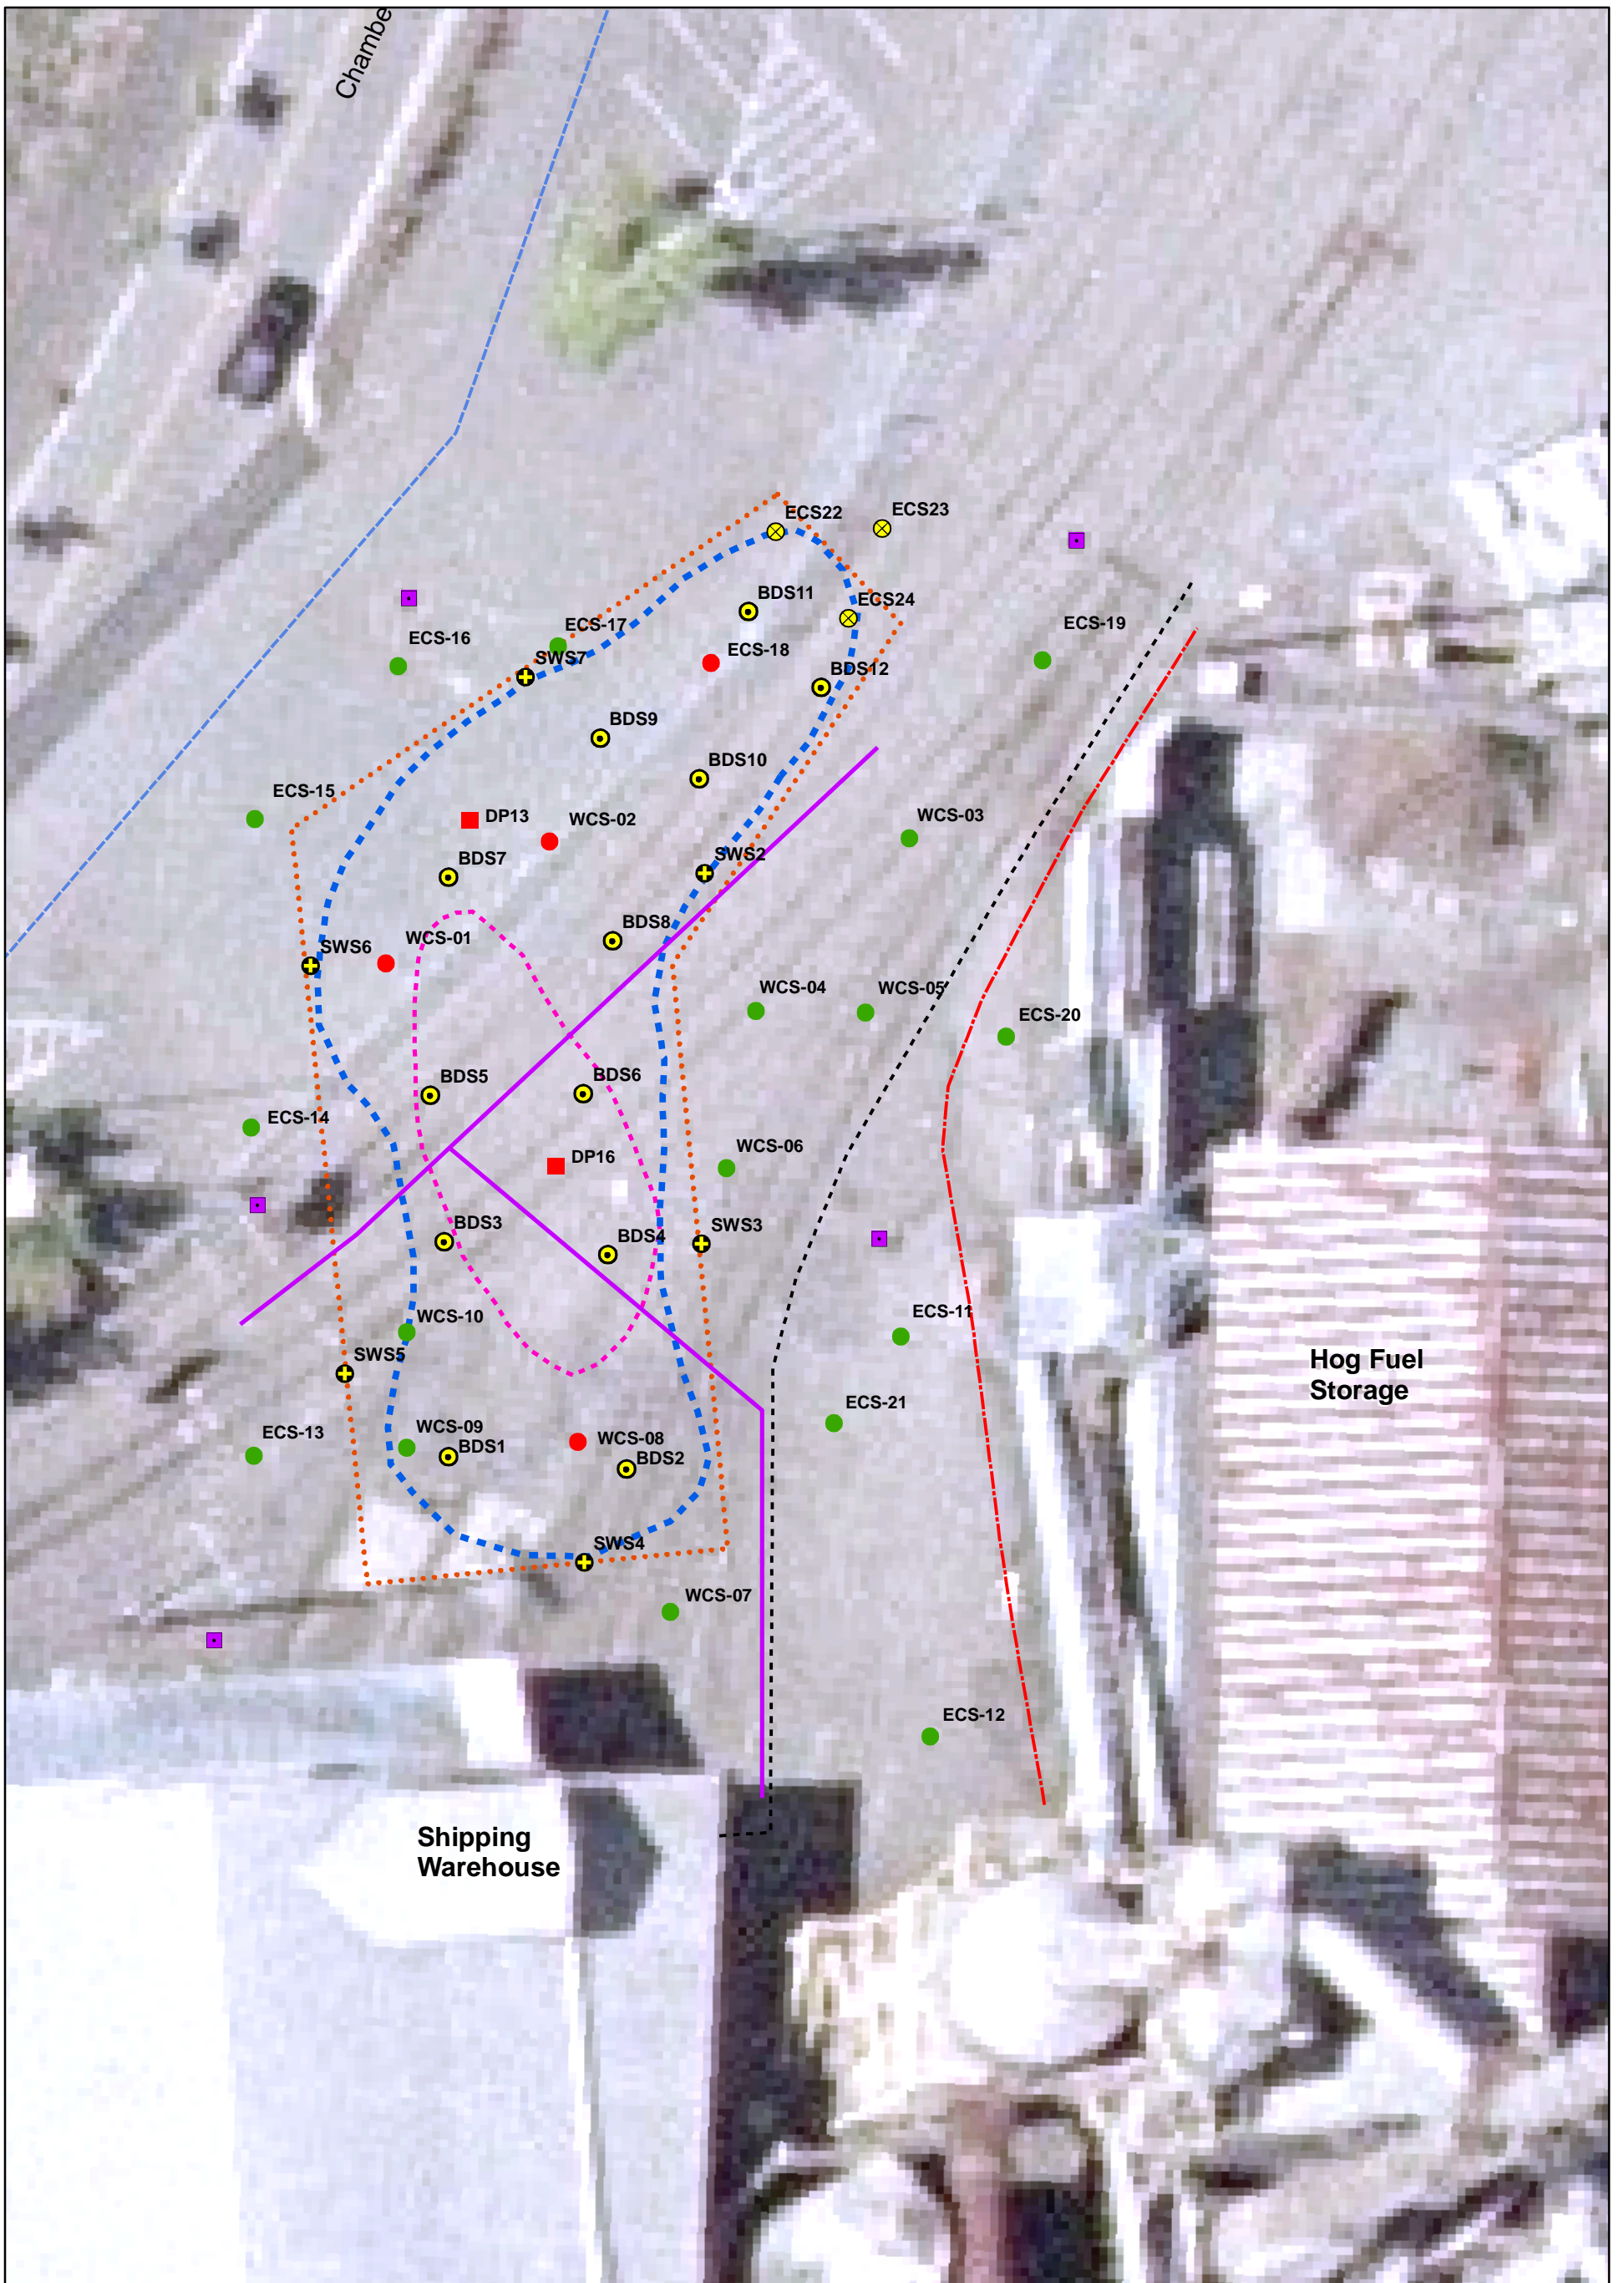 Chambe
ECS22
ECS23
BDS11
ECS24
ECS-17
ECS-19
ECS-16
ECS-18
SWS7
BDS12
BDS9
BDS10
ECS-15
DP13
WCS-02
WCS-03
SWS2
BDS7
BDS8
WCS-01
SWS6
WCS-04
WCS-05
ECS-20
BDS5
BDS6
ECS-14
DP16
WCS-06
BDS3
SWS3
BDS4
ECS-11
WCS-10
SWS5
Hog Fuel
Storage
ECS-21
WCS-09
ECS-13
WCS-08
BDS1
BDS2
SWS4
WCS-07
ECS-12
Shipping
Warehouse